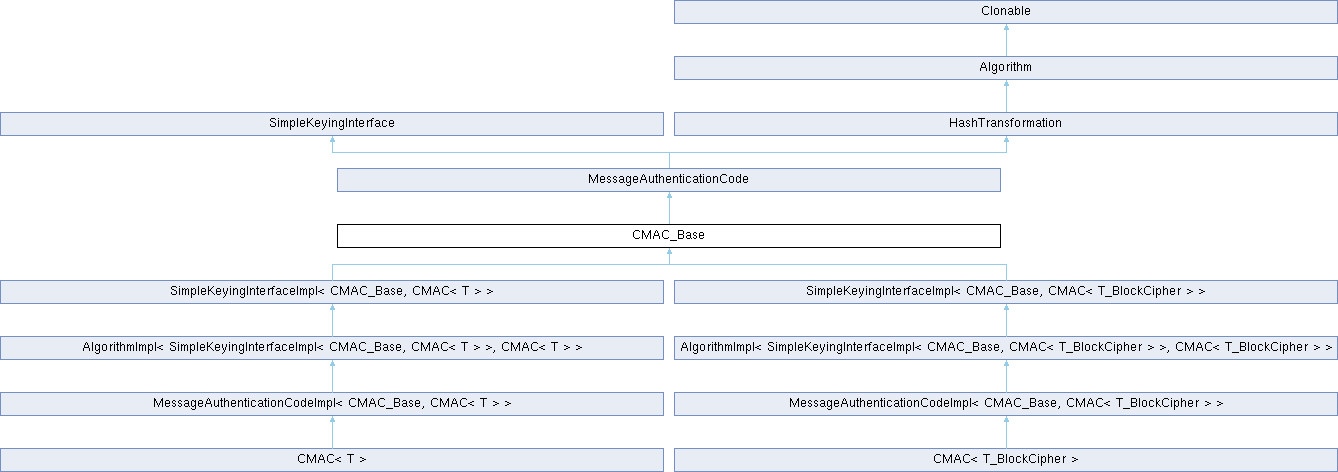 Clonable
Algorithm
SimpleKeyingInterface
HashTransformation
MessageAuthenticationCode
CMAC_Base
SimpleKeyingInterfaceImpl< CMAC_Base, CMAC< T > >
SimpleKeyingInterfaceImpl< CMAC_Base, CMAC< T_BlockCipher > >
AlgorithmImpl< SimpleKeyingInterfaceImpl< CMAC_Base, CMAC< T > >, CMAC< T > >
AlgorithmImpl< SimpleKeyingInterfaceImpl< CMAC_Base, CMAC< T_BlockCipher > >, CMAC< T_BlockCipher > >
MessageAuthenticationCodeImpl< CMAC_Base, CMAC< T > >
MessageAuthenticationCodeImpl< CMAC_Base, CMAC< T_BlockCipher > >
CMAC< T >
CMAC< T_BlockCipher >